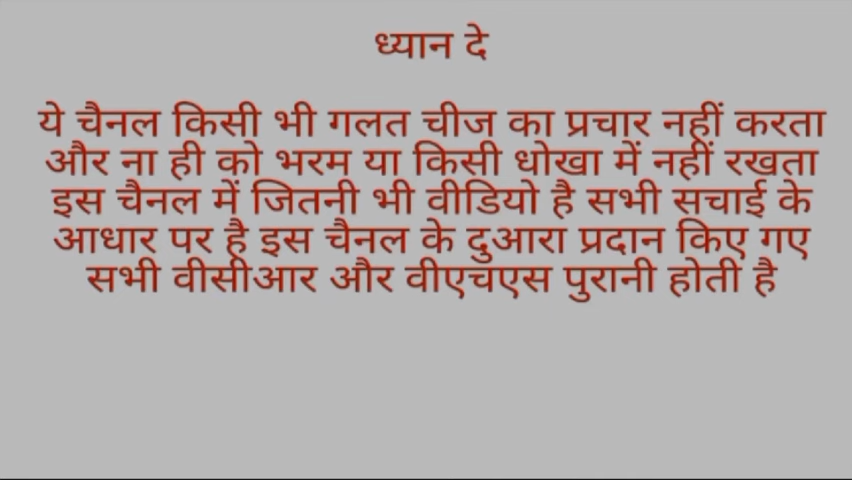 ध्यान दे
ये चैनल किसी भी गलत चीज का प्रचार नहीं करता
और ना ही को भरम या किसी धोखा में नहीं रखता
इस चैनल में जितनी भी वीडियो है सभी सचाई के
आधार पर है इस चैनल के दुआरा प्रदान किए गए
सभी वीसीआर और वीएचएस पुरानी होती है